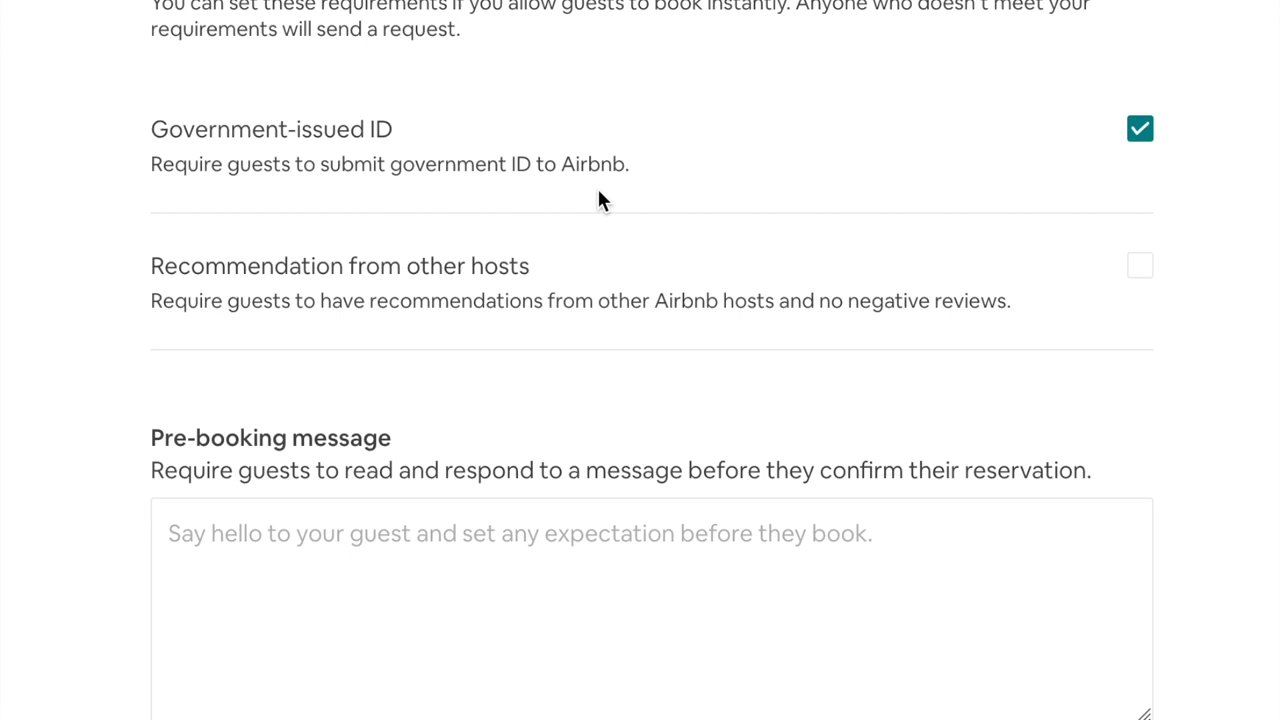 You can set these requirements if you allow guests to book instantly. Anyone who doesn't meet your
requirements will send a request.
Government-issued ID
Require guests to submit government ID to Airbnb.
Recommendation from other hosts
Require guests to have recommendations from other Airbnb hosts and no negative reviews.
Pre-booking message
Require guests to read and respond to a message before they confirm their reservation.
Say hello to your guest and set any expectation before they book.